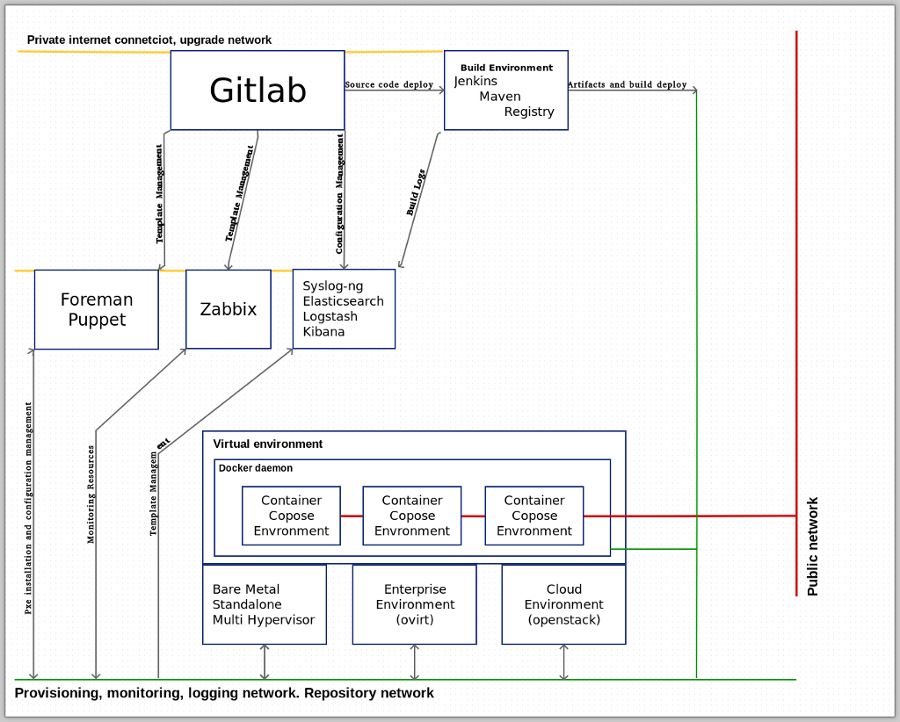 Private internet connetciot, upgrade network
Gitlab
Source code deploy
Build Environment
Jenkins
Maven
Registry
Artifacts and build deploy
Template Management
Template Management
Configuration Management
Build Logs
Foreman
Puppet
Zabbix
Syslog-ng
Elasticsearch
Logstash
Kibana
Pxe installation and configuration management
Monitoring Resources
Template Management
Virtual environment
Docker daemon
Container
Copose
Envronment
Container
Copose
Envronment
Container
Copose
Envronment
Public network
Bare Metal
Standalone
Multi Hypervisor
Enterprise
Environment
(ovirt)
Cloud
Environment
(openstack)
Provisioning, monitoring, logging network. Repository network